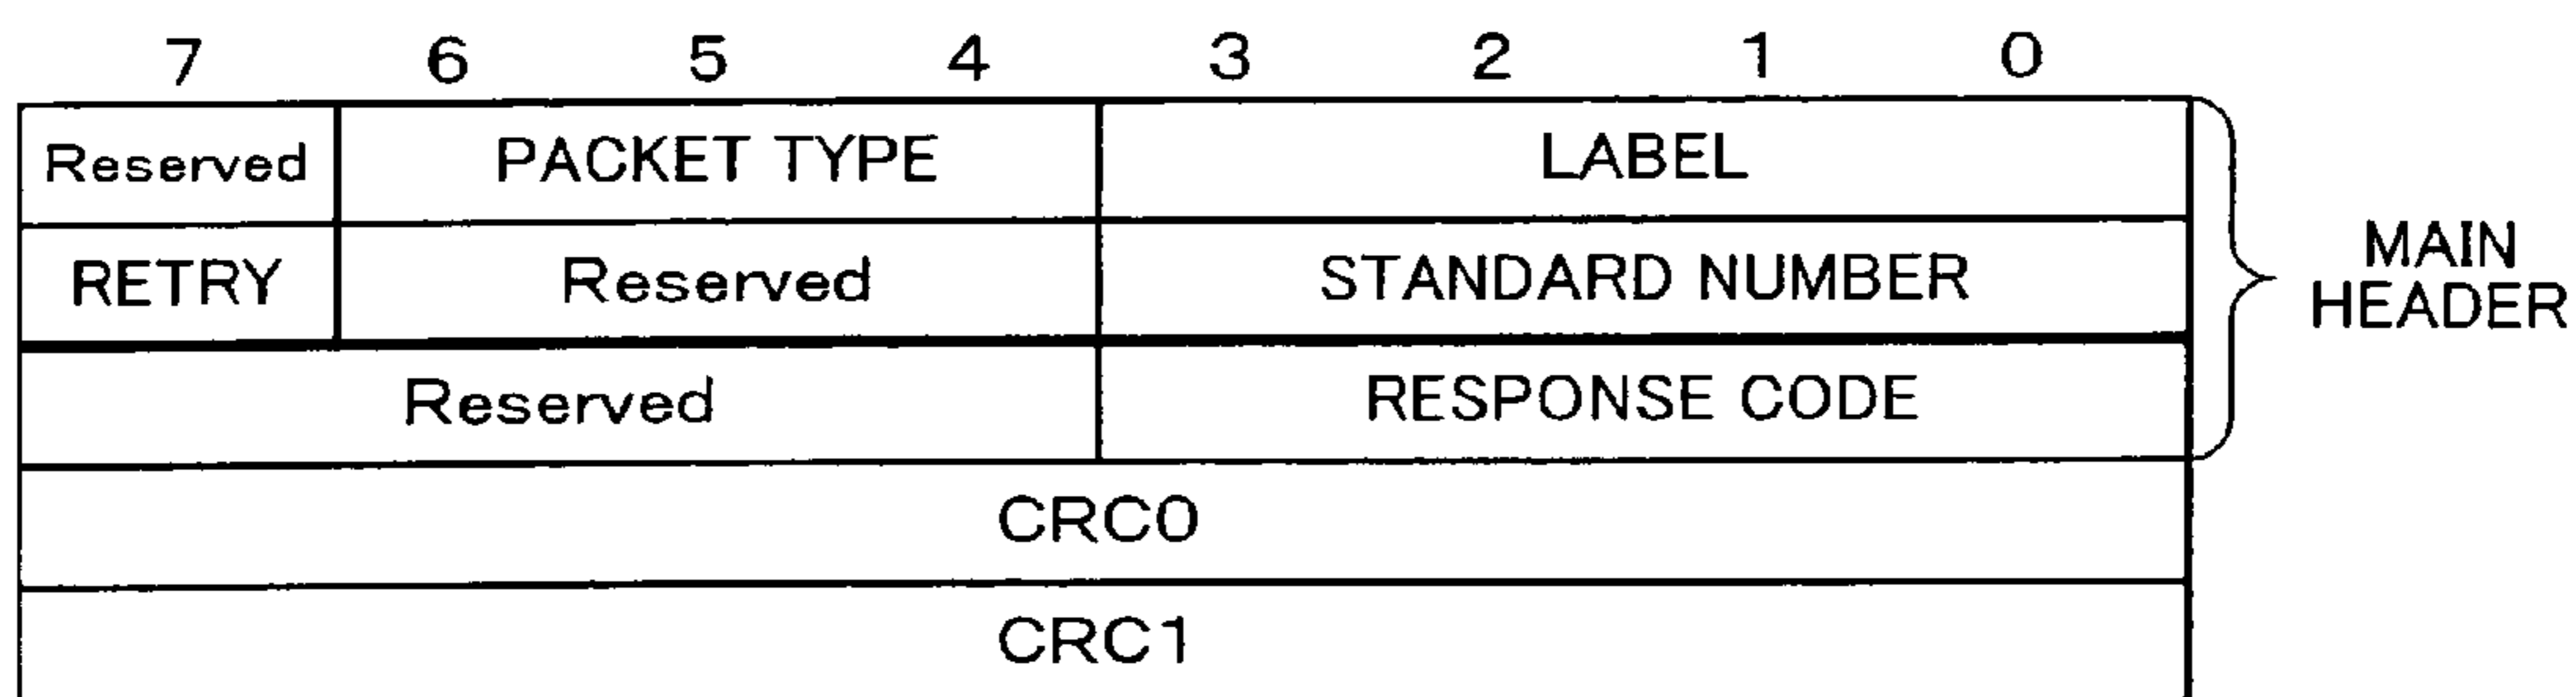 7 6 5 4 3 2 1 0
Reserved PACKET TYPE LABEL
RETRY Reserved STANDARD NUMBER
Reserved RESPONSE CODE
CRC0
CRC1
MAIN
HEADER